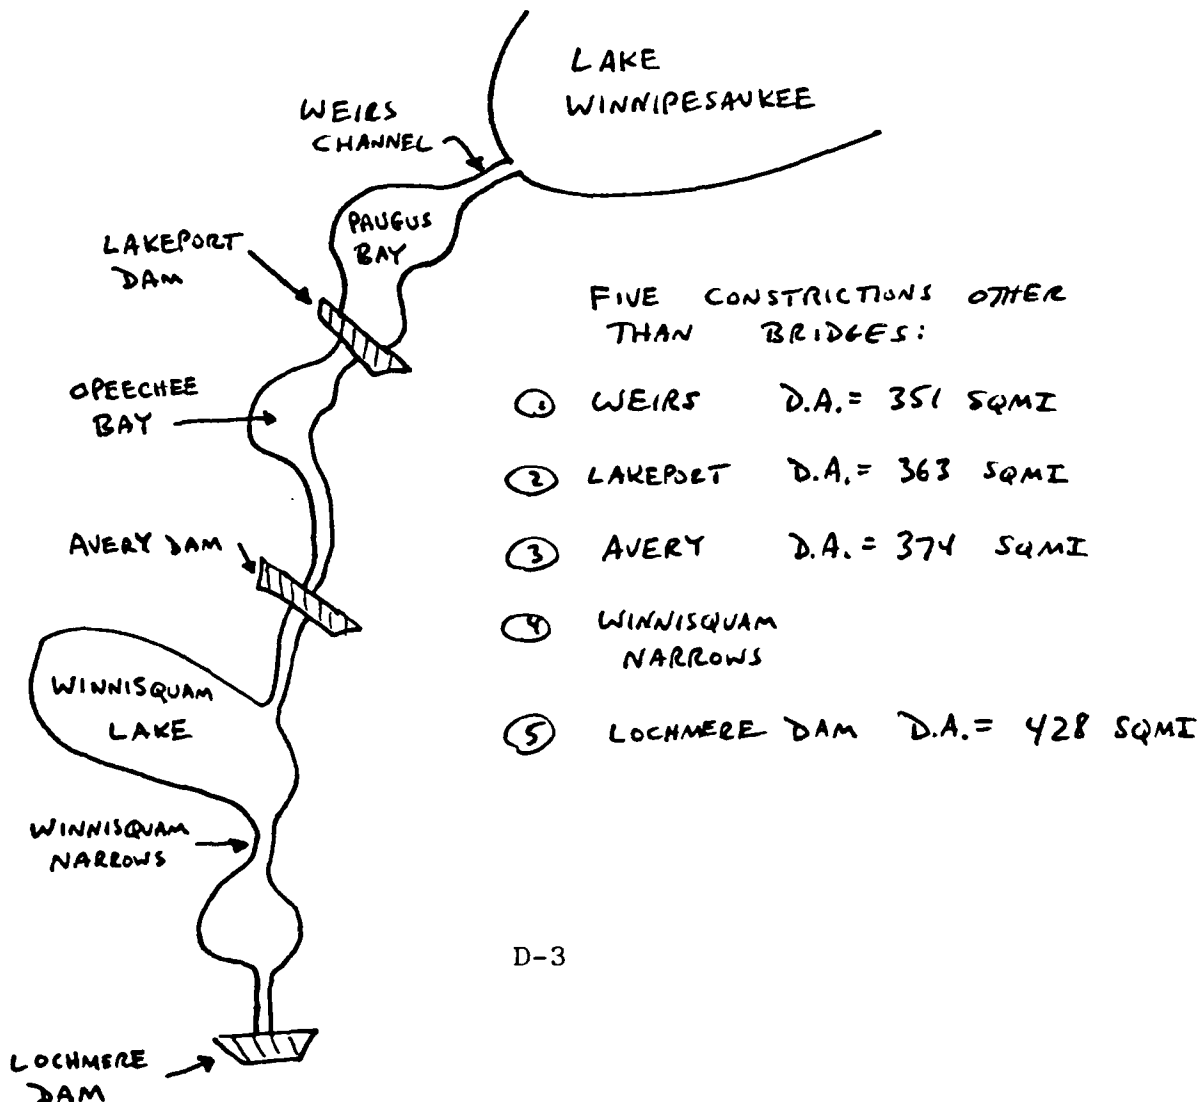 LAKE
WINNIPESAUKEE
WEIRS
CHANNEL
PAUGUS
BAY
LAKEPORT
DAM
FIVE CONSTRICTIONS OTHER
THAN BRIDGES:
OPEECHEE
BAY
① WEIRS D.A.= 351 SQMI
② LAKEPORT D.A.= 363 SQMI
AVERY DAM
③ AVERY D.A.= 374 SQMI
④ WINNISQUAM
NARROWS
WINNISQUAM
LAKE
⑤ LOCHMERE DAM D.A.= 428 SQMI
WINNISQUAM
NARROWS
D-3
LOCHMERE
DAM